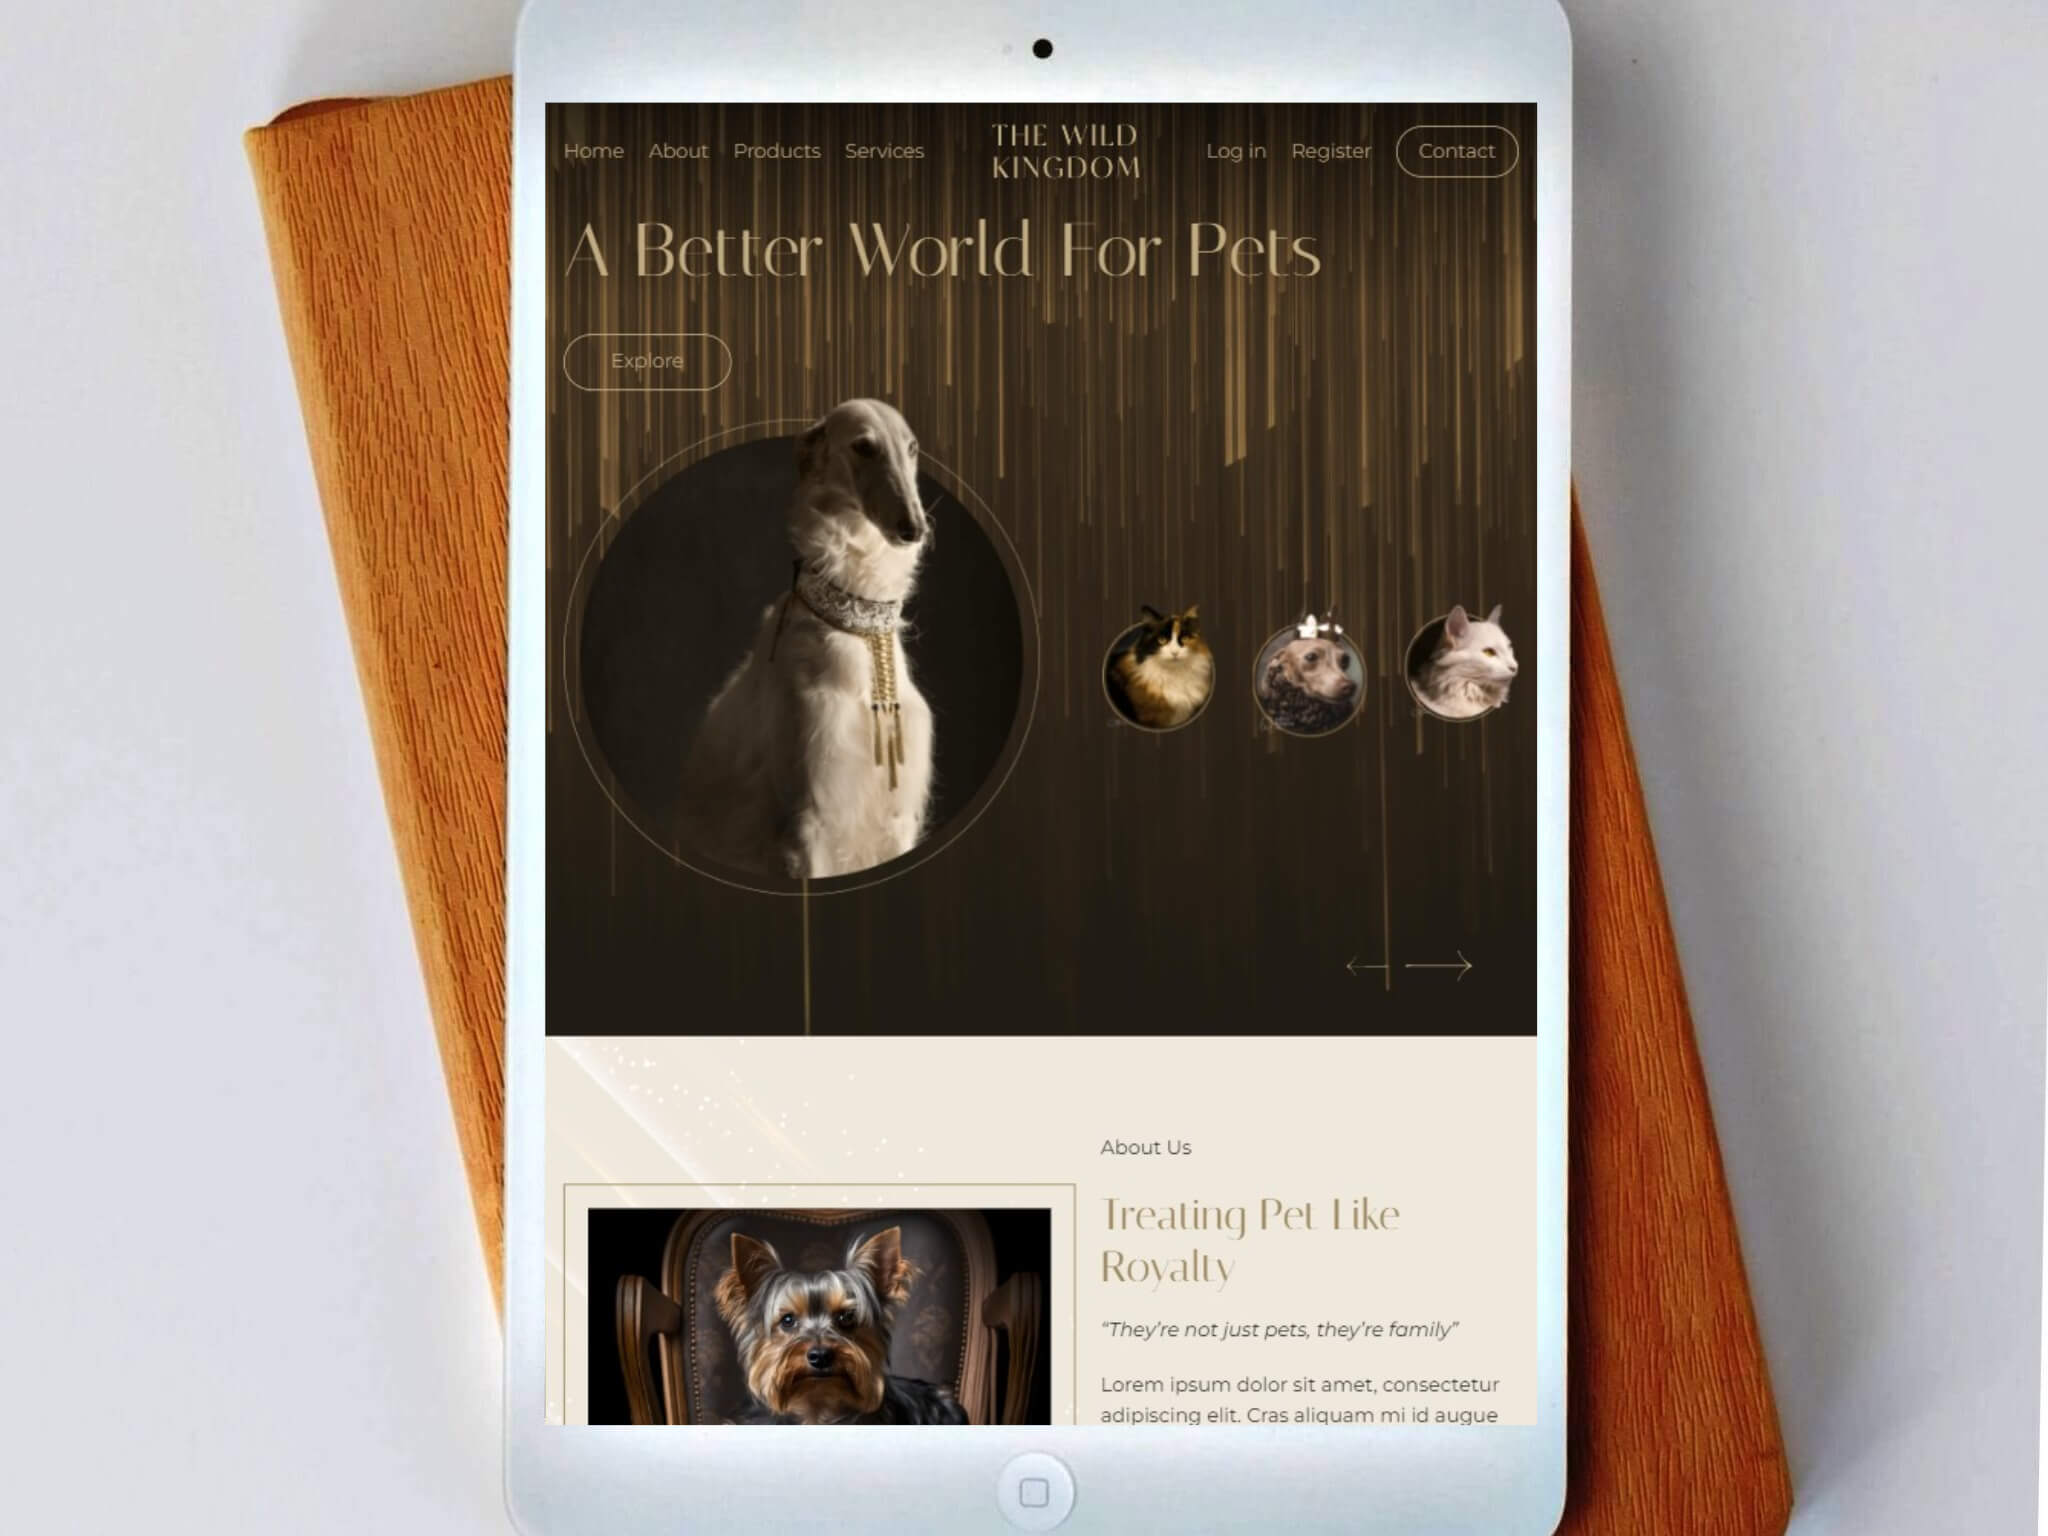 Home About Products Services
THE WILD
KINGDOM
Log in Register Contact
A Better World For Pets
Explore
About Us
Treating Pet Like
Royalty
“They’re not just pets, they’re family”
Lorem ipsum dolor sit amet, consectetur
adipiscing elit. Cras aliquam mi id augue